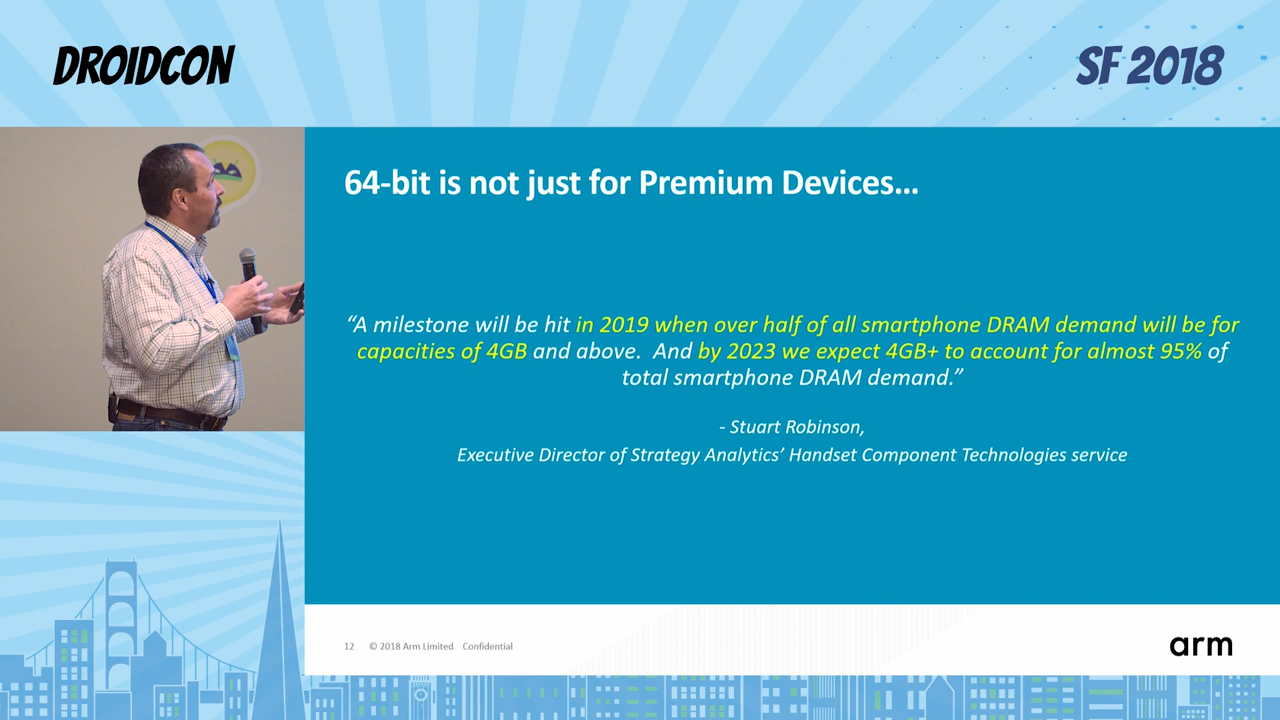 DROIDCON
SF 2018
64-bit is not just for Premium Devices...
“A milestone will be hit in 2019 when over half of all smartphone DRAM demand will be for
capacities of 4GB and above.  And by 2023 we expect 4GB+ to account for almost 95% of
total smartphone DRAM demand.”
- Stuart Robinson,
Executive Director of Strategy Analytics’ Handset Component Technologies service
12 © 2018 Arm Limited Confidential
arm